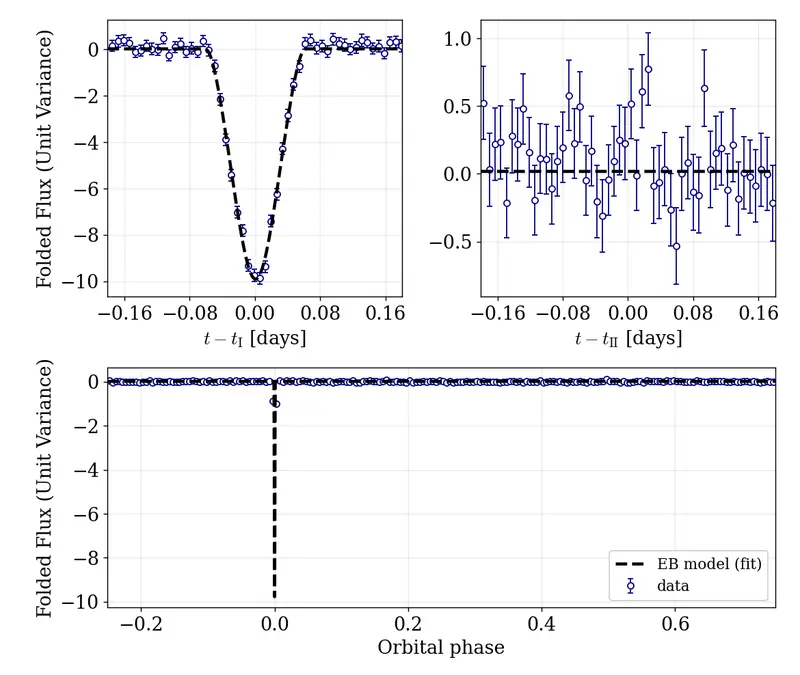 Folded Flux (Unit Variance)
0
−2
−4
−6
−8
−10
−0.16 −0.08 0.00 0.08 0.16
t − tI [days]
1.0
0.5
0.0
−0.5
−0.16 −0.08 0.00 0.08 0.16
t − tII [days]
Folded Flux (Unit Variance)
0
−2
−4
−6
−8
−10
EB model (fit)
data
−0.2 0.0 0.2 0.4 0.6
Orbital phase